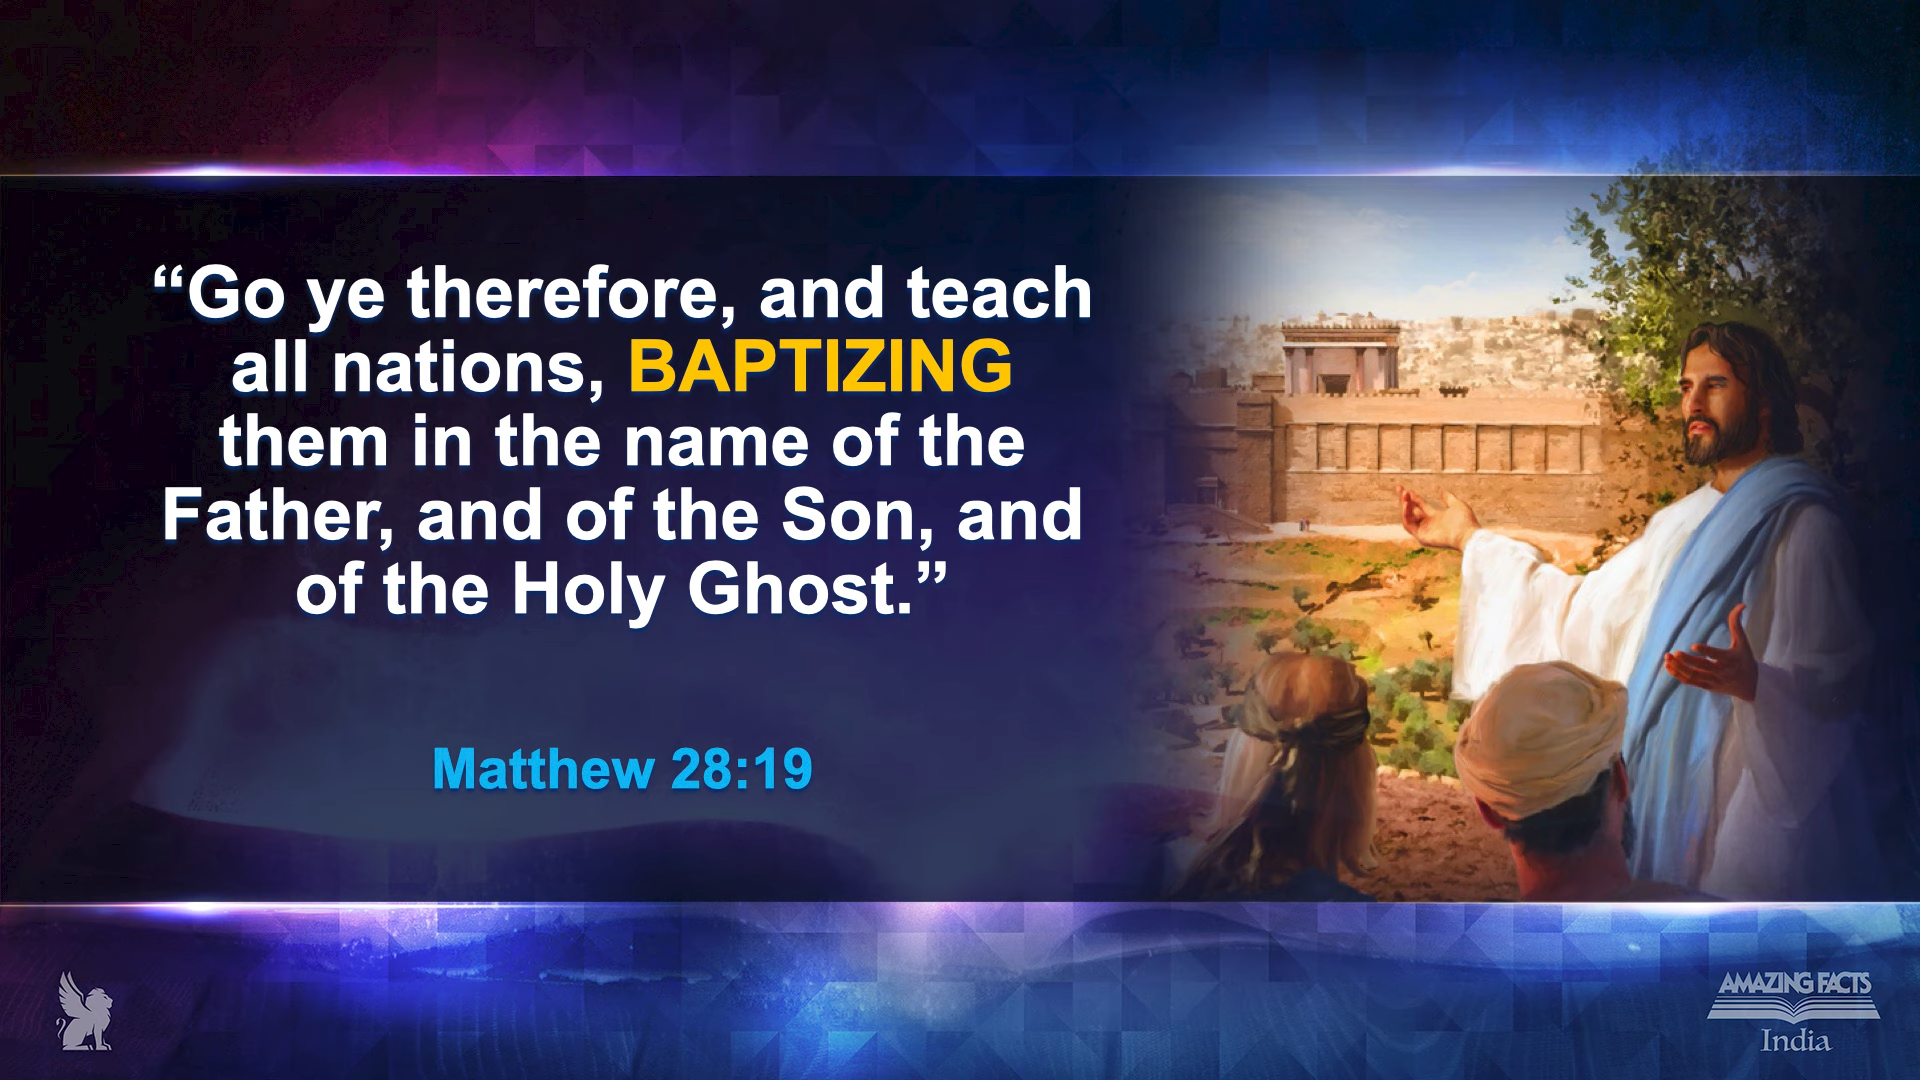 “Go ye therefore, and teach
all nations, BAPTIZING
them in the name of the
Father, and of the Son, and
of the Holy Ghost.”
Matthew 28:19
AMAZING FACTS
India